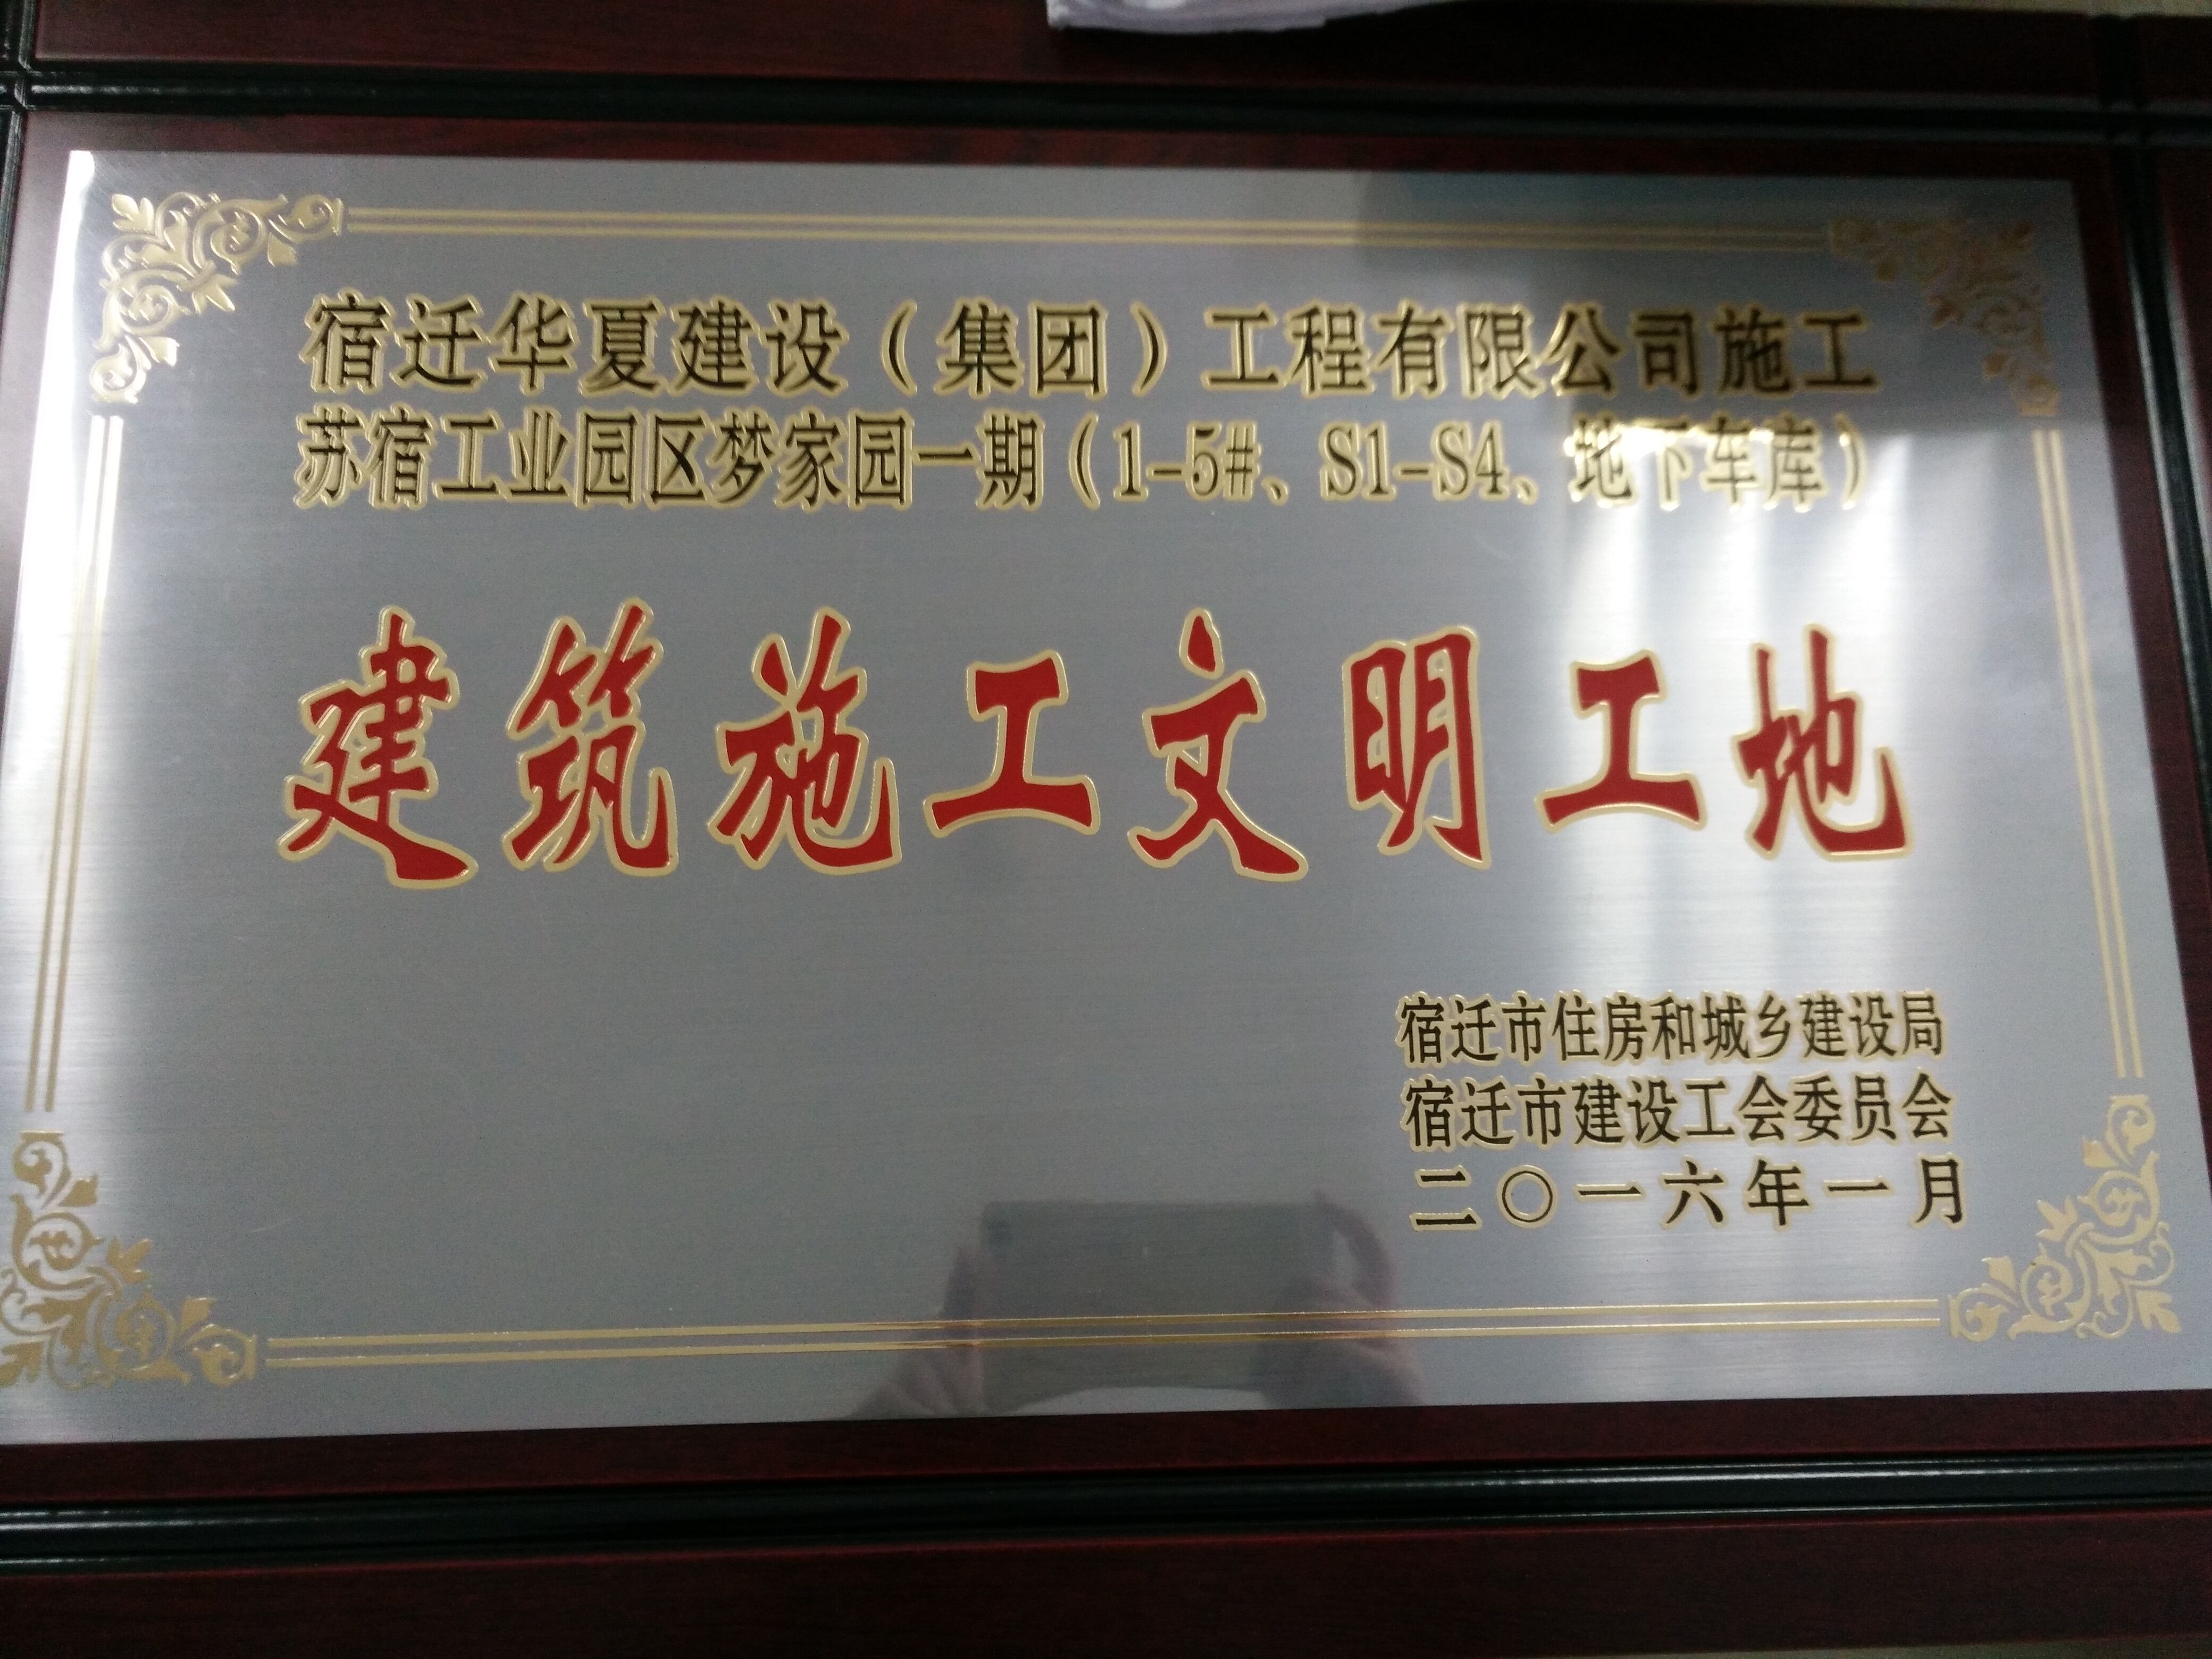 宿迁华夏建设（集团）工程有限公司施工
苏宿工业园区梦家园一期（1-5#、S1-S4、地下车库）
建筑施工文明工地
宿迁市住房和城乡建设局
宿迁市建设工会委员会
二〇一六年一月